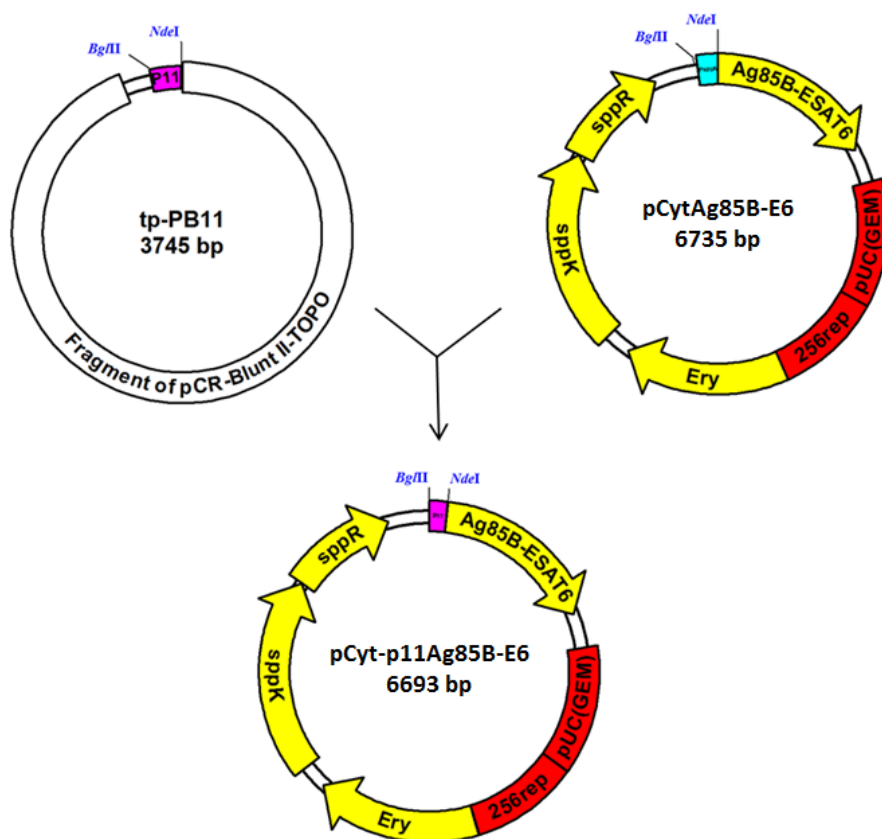 NdeI
BglII
P11
tp-PB11
3745 bp
Fragment of pCR-Blunt II-TOPO
NdeI
BglII
Ag85B-ESAT6
sppR
pCytAg85B-E6
6735 bp
sppK
pUC(GEM)
256rep
Ery
BglII
NdeI
P11
Ag85B-ESAT6
sppR
pCyt-p11Ag85B-E6
6693 bp
sppK
pUC(GEM)
256rep
Ery